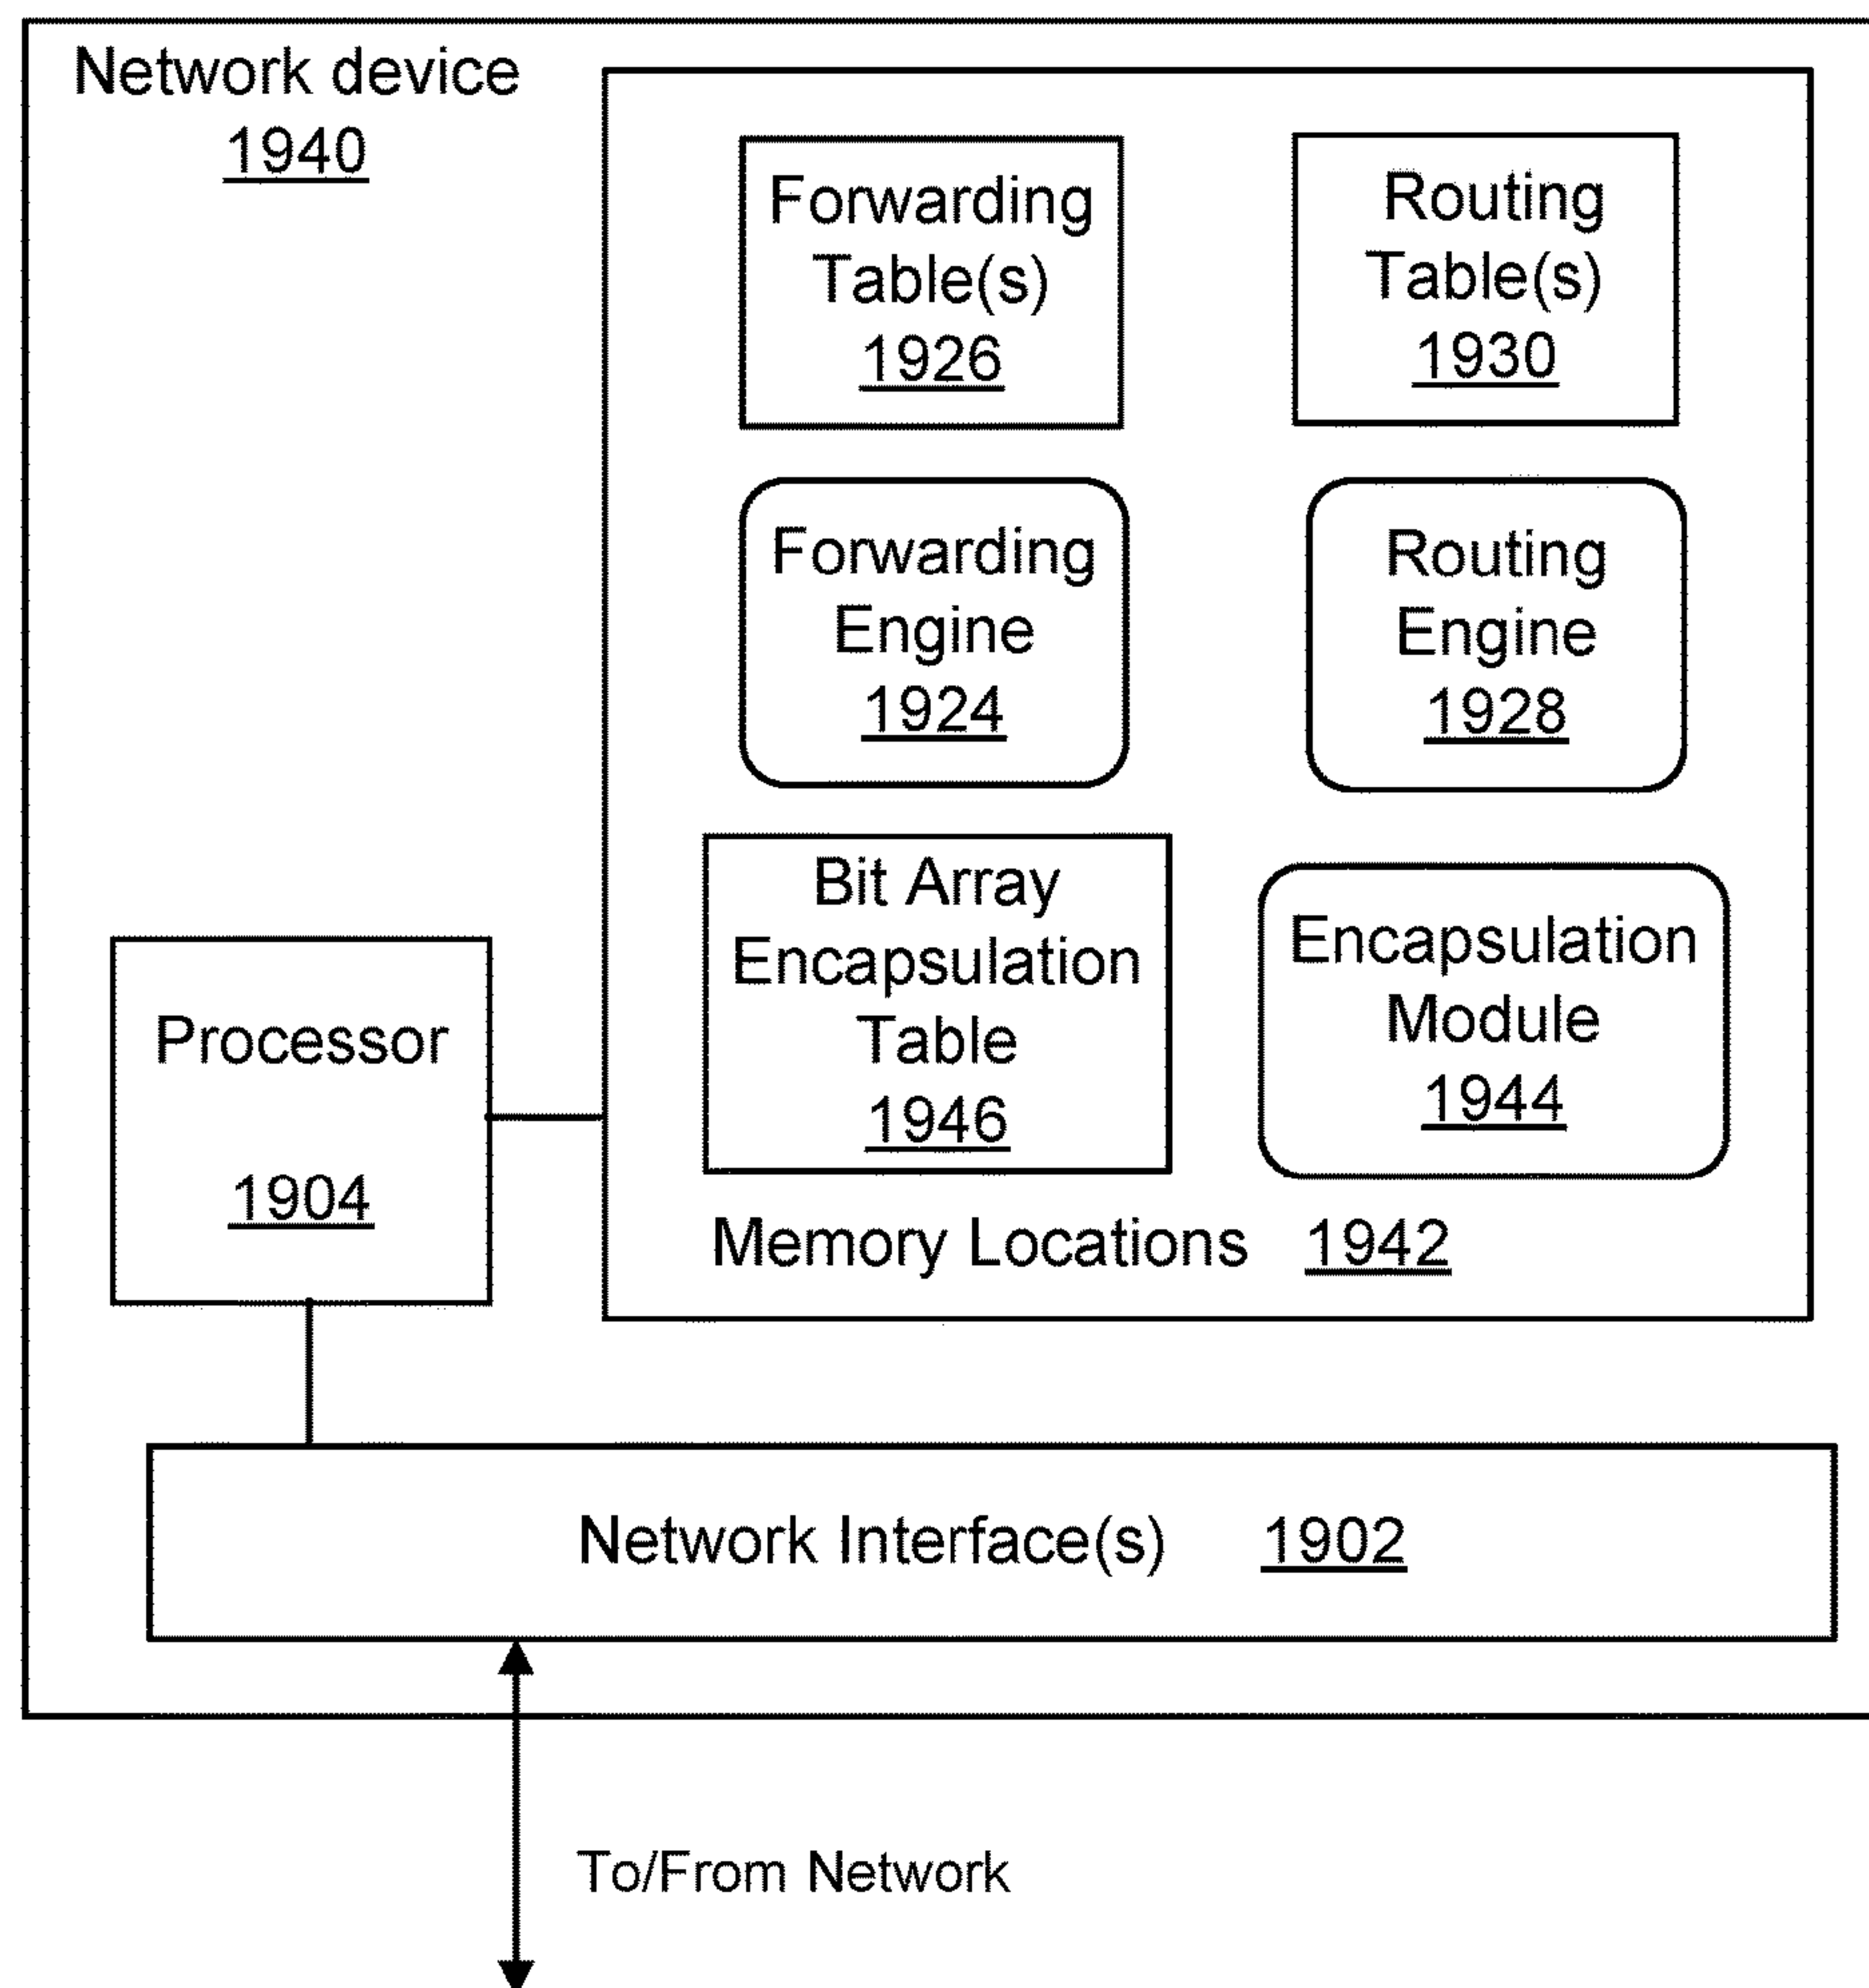 Network device
1940
Forwarding
Table(s)
1926
Routing
Table(s)
1930
Forwarding
Engine
1924
Routing
Engine
1928
Bit Array
Encapsulation
Table
1946
Encapsulation
Module
1944
Processor
1904
Memory Locations 1942
Network Interface(s) 1902
To/From Network